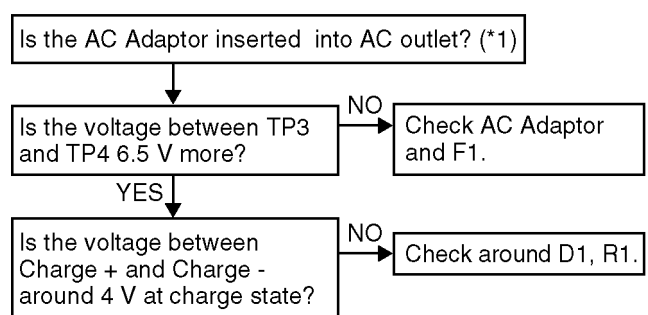 Is the AC Adaptor inserted into AC outlet? (*1)
Is the voltage between TP3
and TP4 6.5 V more?
NO
Check AC Adaptor
and F1.
YES
Is the voltage between
Charge + and Charge -
around 4 V at charge state?
NO
Check around D1, R1.